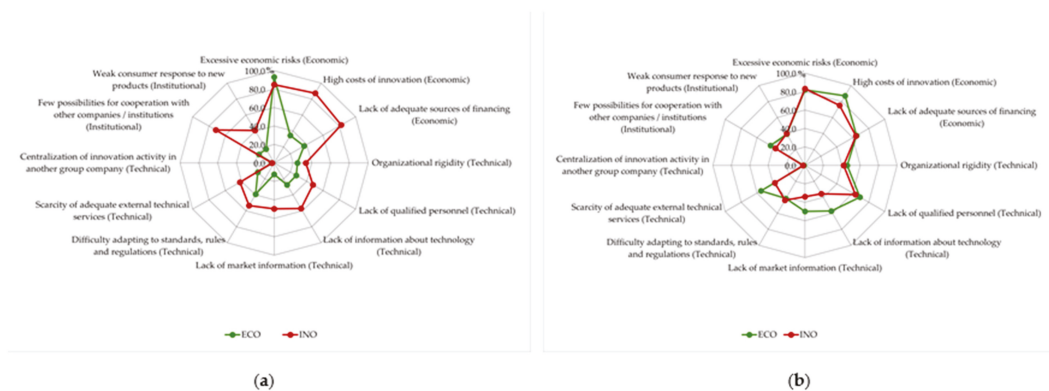 Excessive economic risks (Economic)
100,0%
80,0
60,0
40,0
20,0
0,0
High costs of innovation (Economic)
Lack of adequate sources of financing
(Economic)
Organizational rigidity (Technical)
Lack of qualified personnel (Technical)
Lack of information about technology
(Technical)
Lack of market information (Technical)
Difficulty adapting to standards, rules
and regulations (Technical)
Scarcity of adequate external technical
services (Technical)
Centralization of innovation activity in
another group company (Technical)
Few possibilities for cooperation with
other companies / institutions
(Institutional)
Weak consumer response to new
products (Institutional)
ECO INO
(a)
Excessive economic risks (Economic)
100,0
80,0
60,0
40,0
20,0
0,0
High costs of innovation (Economic)
Lack of adequate sources of financing
(Economic)
Organizational rigidity (Technical)
Lack of qualified personnel (Technical)
Lack of information about technology
(Technical)
Lack of market information (Technical)
Difficulty adapting to standards, rules
and regulations (Technical)
Scarcity of adequate external technical
services (Technical)
Centralization of innovation activity in
another group company (Technical)
Few possibilities for cooperation with
other companies / institutions
(Institutional)
Weak consumer response to new
products (Institutional)
ECO INO
(b)